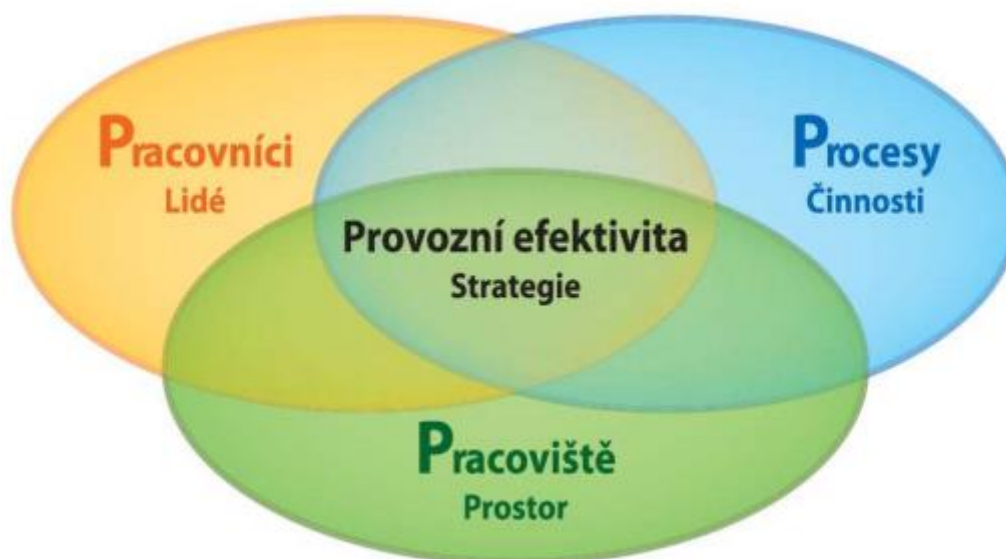 Pracovníci
Lidé
Procesy
Činnosti
Provozní efektivita
Strategie
Pracoviště
Prostor